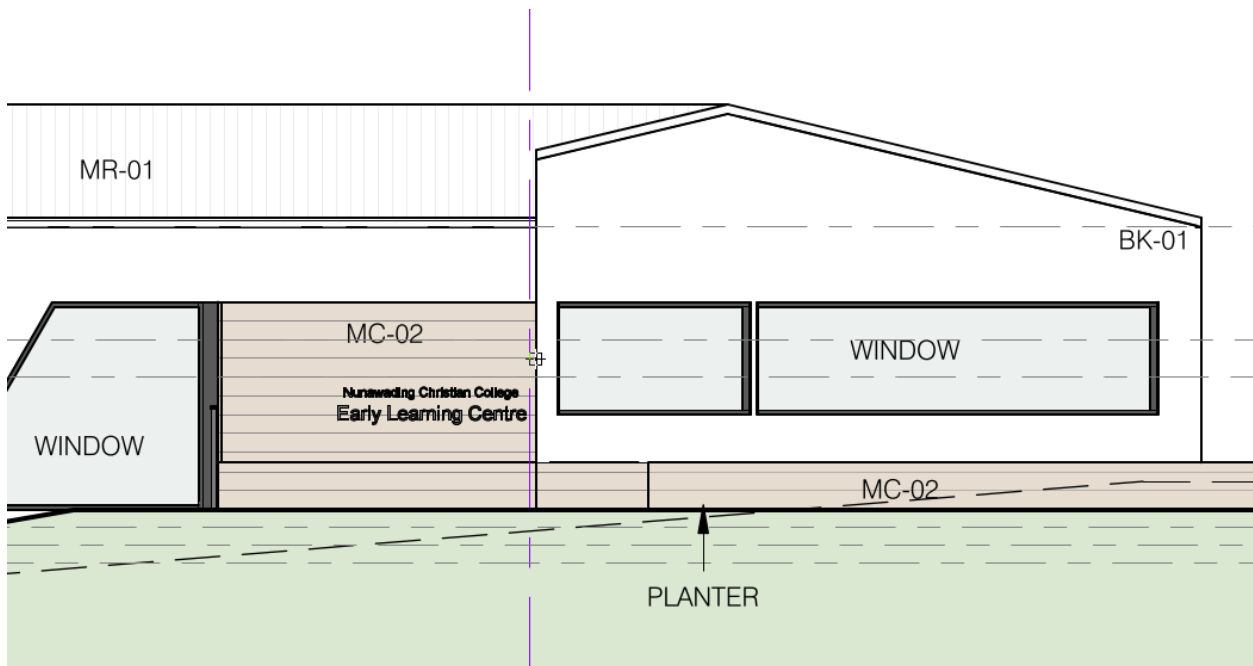 MR-01
BK-01
MC-02
WINDOW
Nunawading Christian College
Early Learning Centre
WINDOW
MC-02
PLANTER